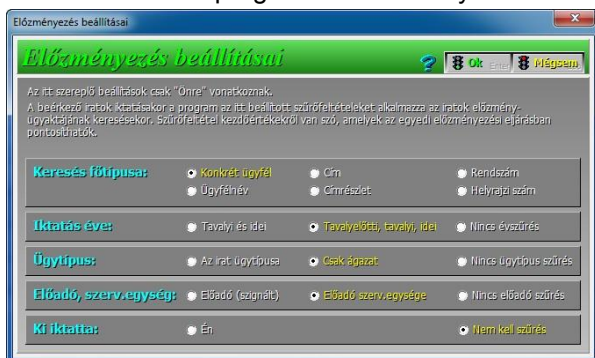 Előzményezés beállításai
Előzményezés beállításai
? Ok Enter Mégsem
Az itt szereplő beállítások csak "Önre" vonatkoznak.
A beérkező iratok iktatásakor a program az itt beállított szűrőfeltételeket alkalmazza az iratok előzmény-
ügyaktájának keresésekor. Szűrőfeltétel kezdőértékekről van szó, amelyek az egyedi előzményezési eljárásban
pontosíthatók.
Keresés főtípusa: Konkrét ügyfél Cím Rendszám
Ügyfélnév Címrészlet Helyrajzi szám
Iktatás éve: Tavalyi és idei Tavalyelőtti, tavalyi, idei Nincs évszűrés
Ügytípus: Az irat ügytípusa Csak ágazat Nincs ügytípus szűrés
Előadó, szerv.egység: Előadó (szignált) Előadó szerv.egysége Nincs előadó szűrés
Ki iktatta: Én Nem kell szűrés